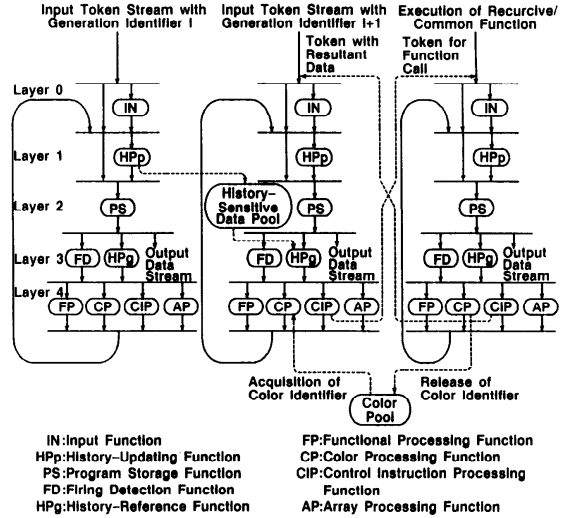 Input Token Stream with
Generation Identifier I
Input Token Stream with
Generation Identifier I+1
Execution of Recurcive/
Common Function
Token with
Resultant
Data
Token for
Function
Call
Layer 0
IN
IN
IN
Layer 1
HPp
HPp
HPp
Layer 2
PS
History-
Sensitive
Data Pool
PS
PS
Layer 3
FD
HPg
Output
Data
Stream
FD
HPg
Output
Data
Stream
FD
HPg
Output
Data
Stream
Layer 4
FP
CP
CIP
AP
FP
CP
CIP
AP
FP
CP
CIP
AP
Acquisition of
Color Identifier
Release of
Color Identifier
Color
Pool
IN:Input Function
HPp:History-Updating Function
PS:Program Storage Function
FD:Firing Detection Function
HPg:History-Reference Function
FP:Functional Processing Function
CP:Color Processing Function
CIP:Control Instruction Processing
Function
AP:Array Processing Function